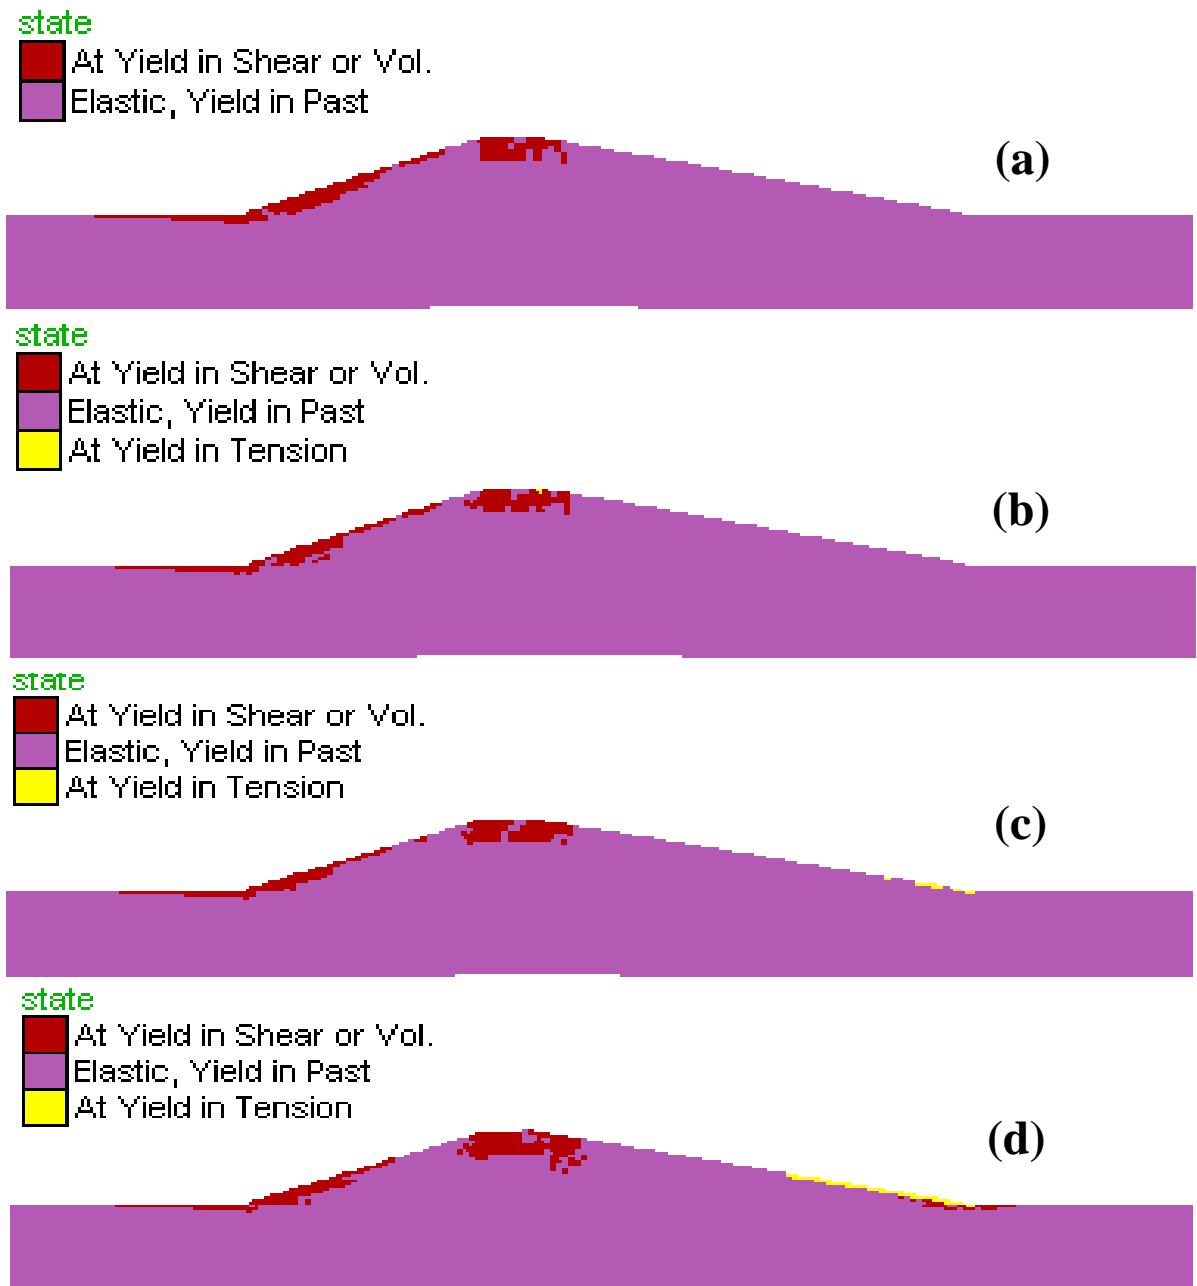 state
At Yield in Shear or Vol.
Elastic, Yield in Past
(a)
state
At Yield in Shear or Vol.
Elastic, Yield in Past
At Yield in Tension
(b)
state
At Yield in Shear or Vol.
Elastic, Yield in Past
At Yield in Tension
(c)
state
At Yield in Shear or Vol.
Elastic, Yield in Past
At Yield in Tension
(d)